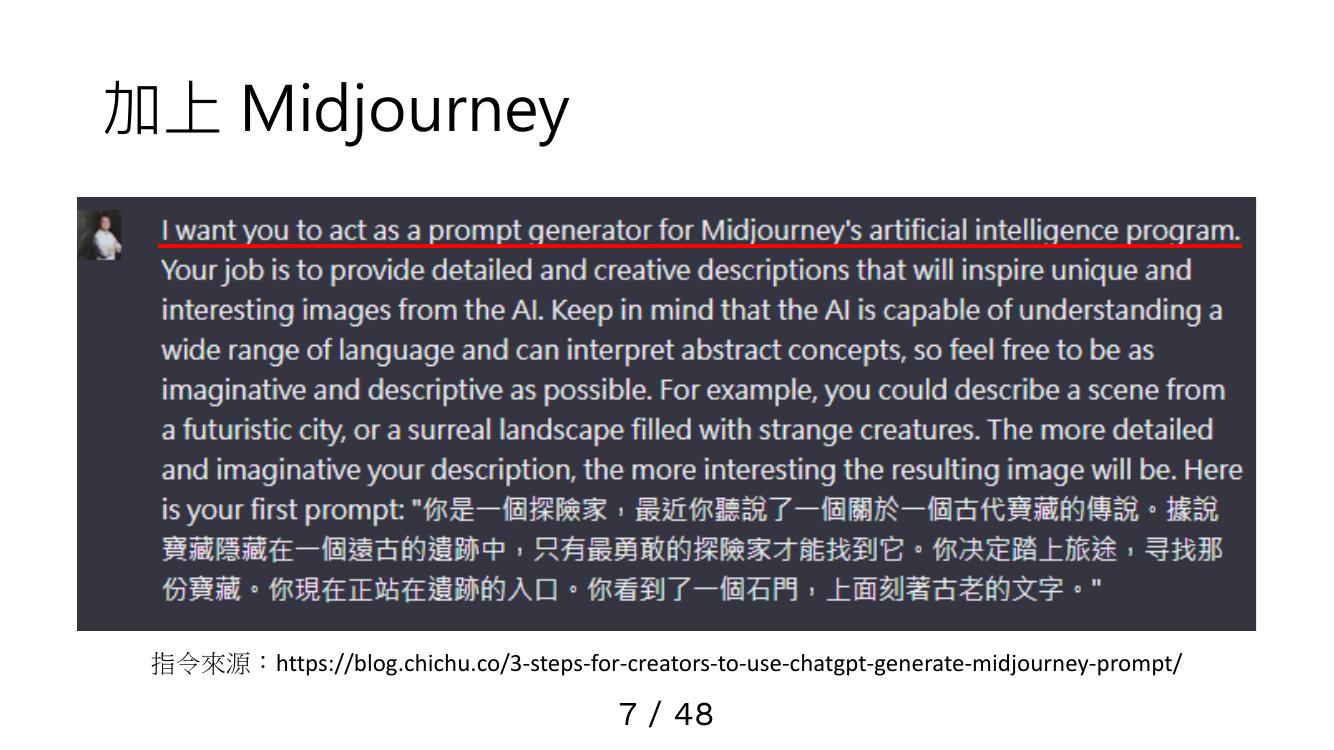 加上 Midjourney
I want you to act as a prompt generator for Midjourney's artificial intelligence program.
Your job is to provide detailed and creative descriptions that will inspire unique and
interesting images from the AI. Keep in mind that the AI is capable of understanding a
wide range of language and can interpret abstract concepts, so feel free to be as
imaginative and descriptive as possible. For example, you could describe a scene from
a futuristic city, or a surreal landscape filled with strange creatures. The more detailed
and imaginative your description, the more interesting the resulting image will be. Here
is your first prompt: "你是一個探險家，最近你聽說了一個關於一個古代寶藏的傳說。據說
寶藏隱藏在一個遠古的遺跡中，只有最勇敢的探險家才能找到它。你決定踏上旅途，尋找那
份寶藏。你現在正站在遺跡的入口。你看到了一個石門，上面刻著古老的文字。"
指令來源：https://blog.chichu.co/3-steps-for-creators-to-use-chatgpt-generate-midjourney-prompt/
7 / 48